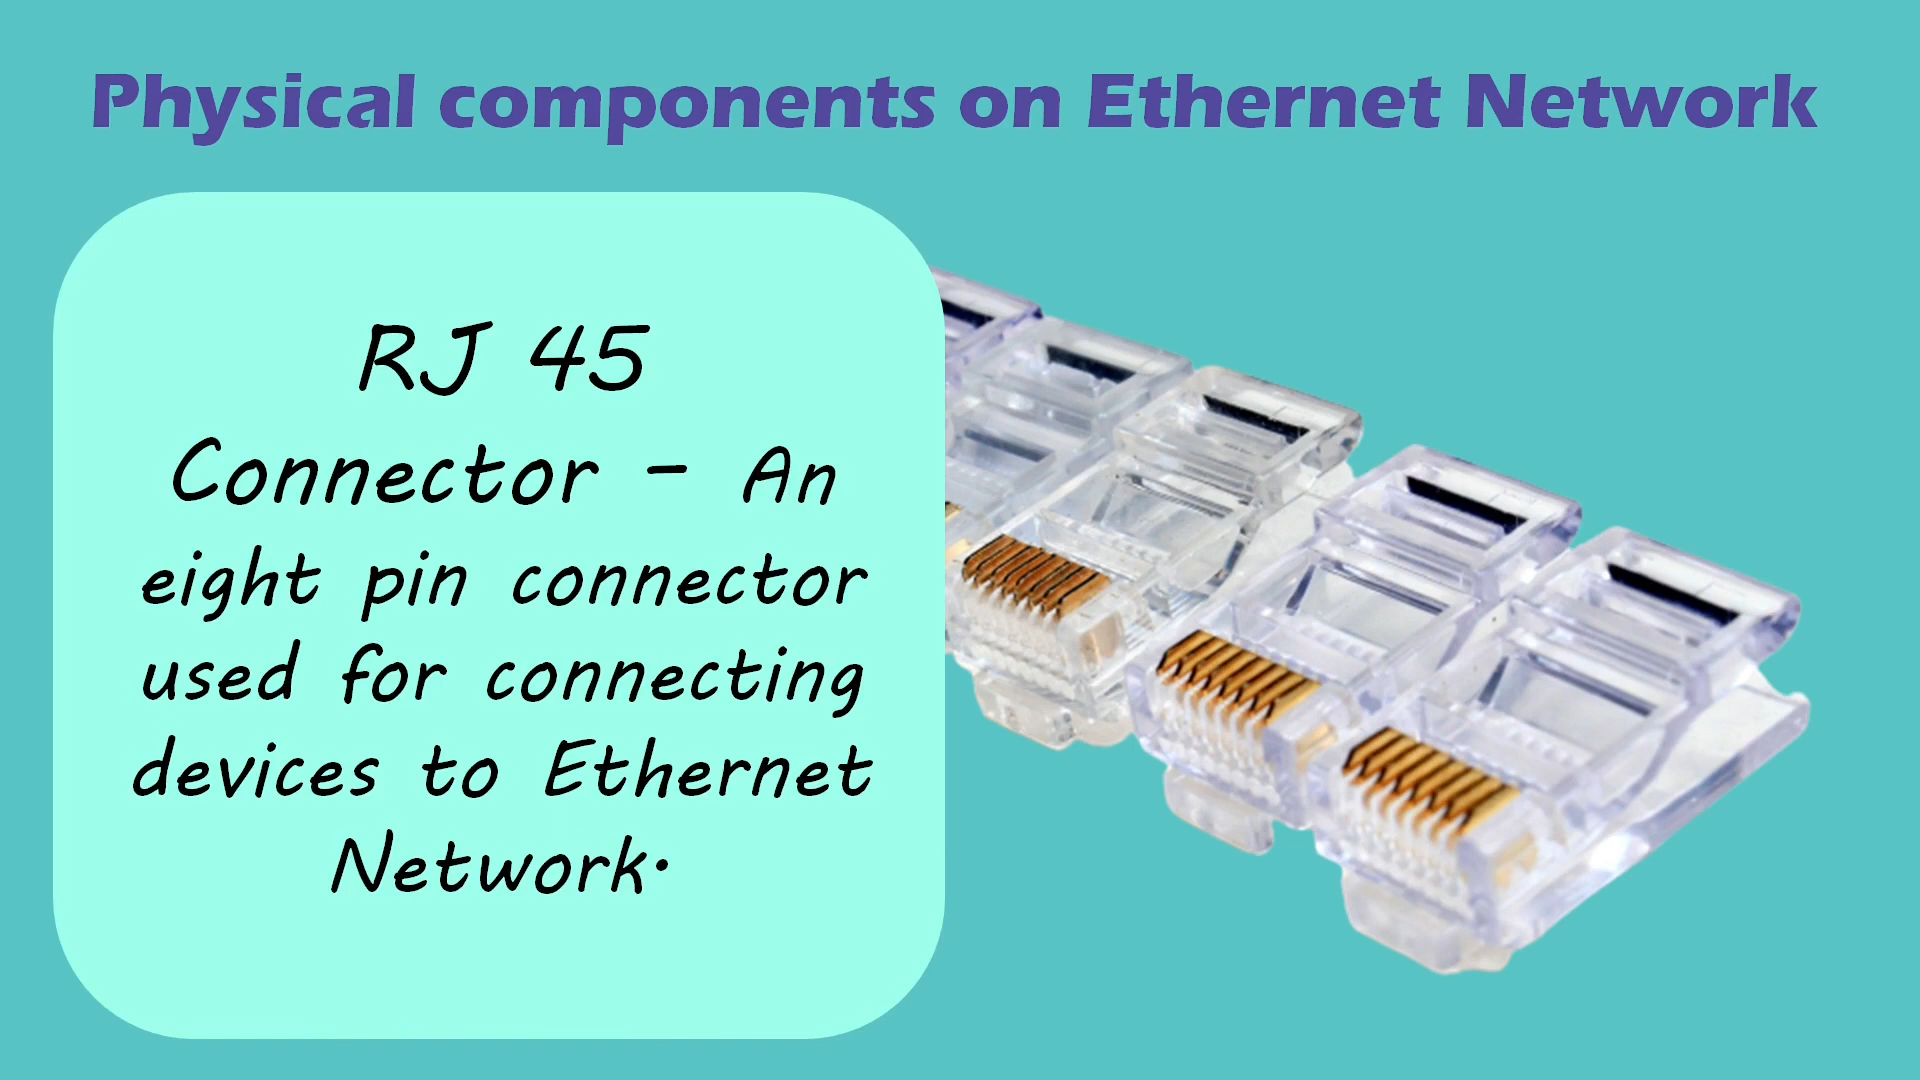 Physical components on Ethernet Network
RJ 45
Connector - An
eight pin connector
used for connecting
devices to Ethernet
Network.